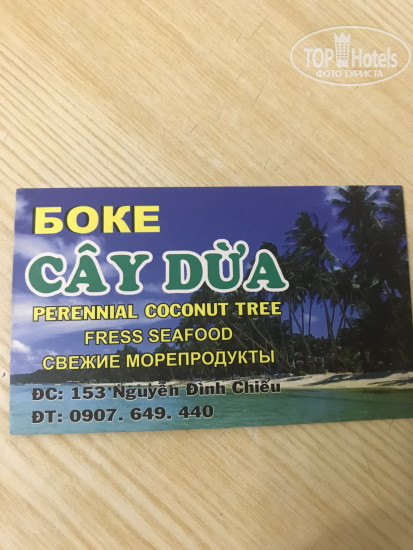 TOP Hotels
ФОТО ТУРИСТА
БОКЕ
CÂY DỪA
PERENNIAL COCONUT TREE
FRESS SEAFOOD
СВЕЖИЕ МОРЕПРОДУКТЫ
ĐC: 153 Nguyễn Đình Chiểu
ĐT: 0907. 649. 440